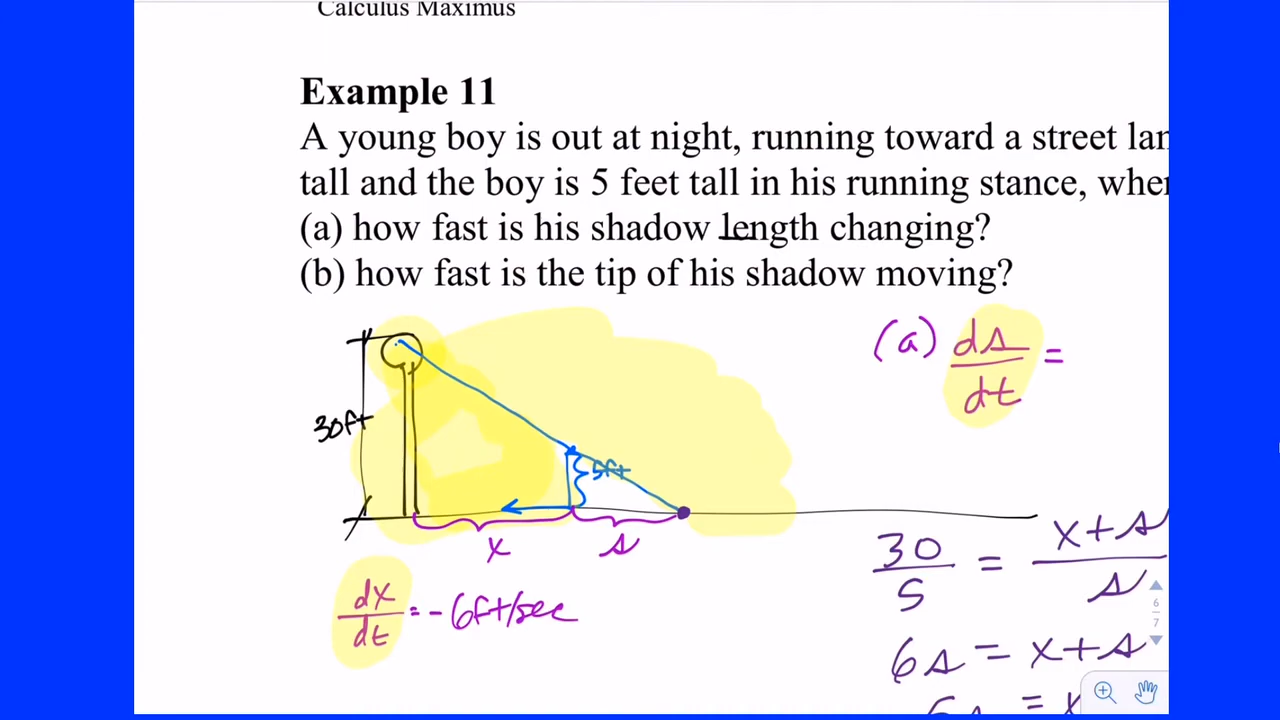 Calculus Maximus
Example 11
A young boy is out at night, running toward a street
tall and the boy is 5 feet tall in his running stance,
(a) how fast is his shadow length changing?
(b) how fast is the tip of his shadow moving?
(a) ds/dt =
30ft
5ft
x s
30/5 = x+s/s
dx/dt = -6ft/sec
6s = x+s
= x
6
7